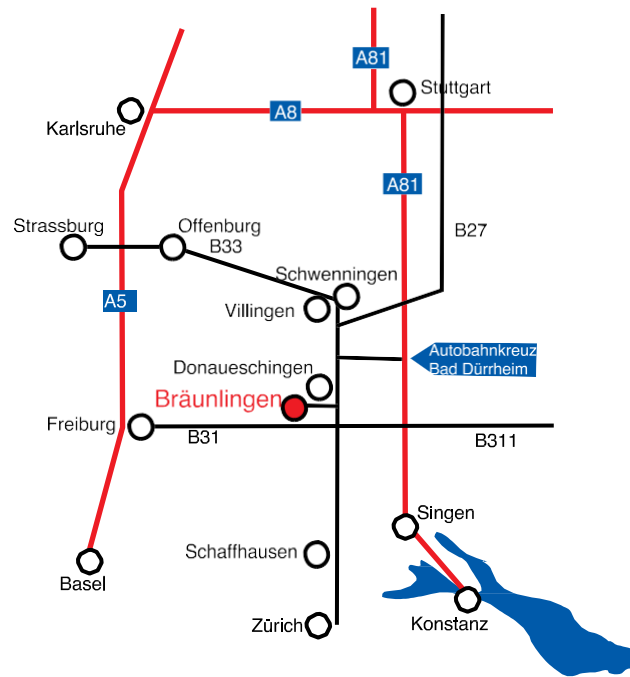 A81
Stuttgart
A8
Karlsruhe
A81
Strassburg
Offenburg
B33
B27
Schwenningen
A5
Villingen
Autobahnkreuz
Bad Dürrheim
Donaueschingen
Bräunlingen
Freiburg
B31
B311
Singen
Schaffhausen
Basel
Zürich
Konstanz